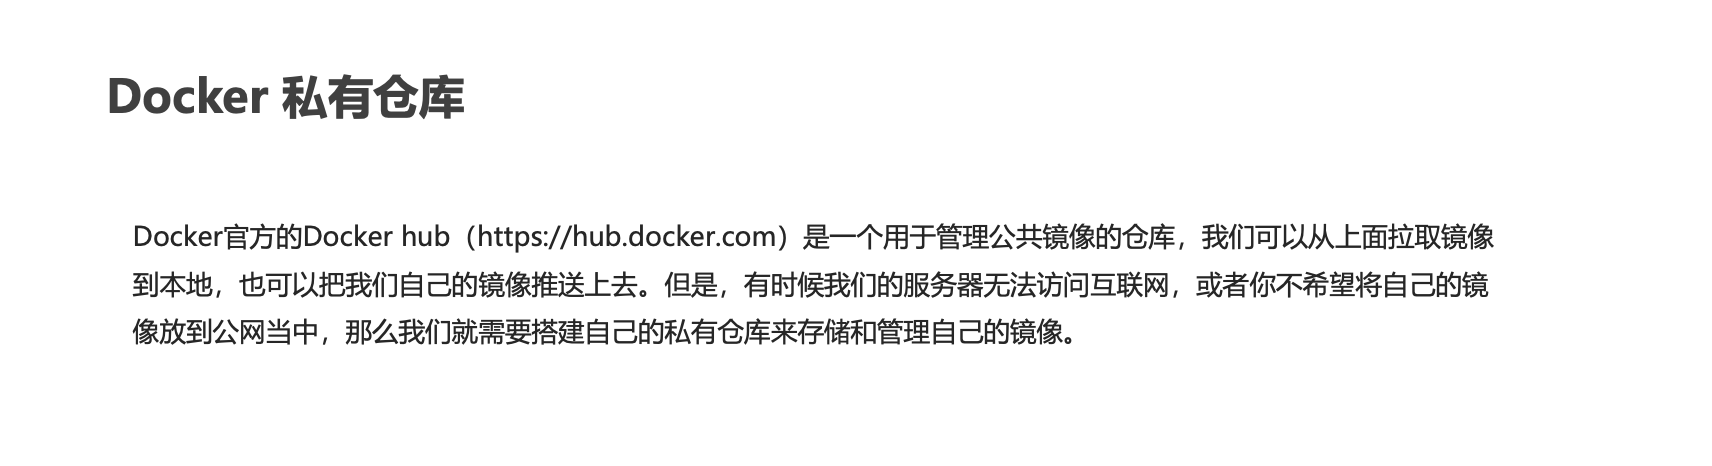 Docker 私有仓库
Docker官方的Docker hub（https://hub.docker.com）是一个用于管理公共镜像的仓库，我们可以从上面拉取镜像
到本地，也可以把我们自己的镜像推送上去。但是，有时候我们的服务器无法访问互联网，或者你不希望将自己的镜
像放到公网当中，那么我们就需要搭建自己的私有仓库来存储和管理自己的镜像。